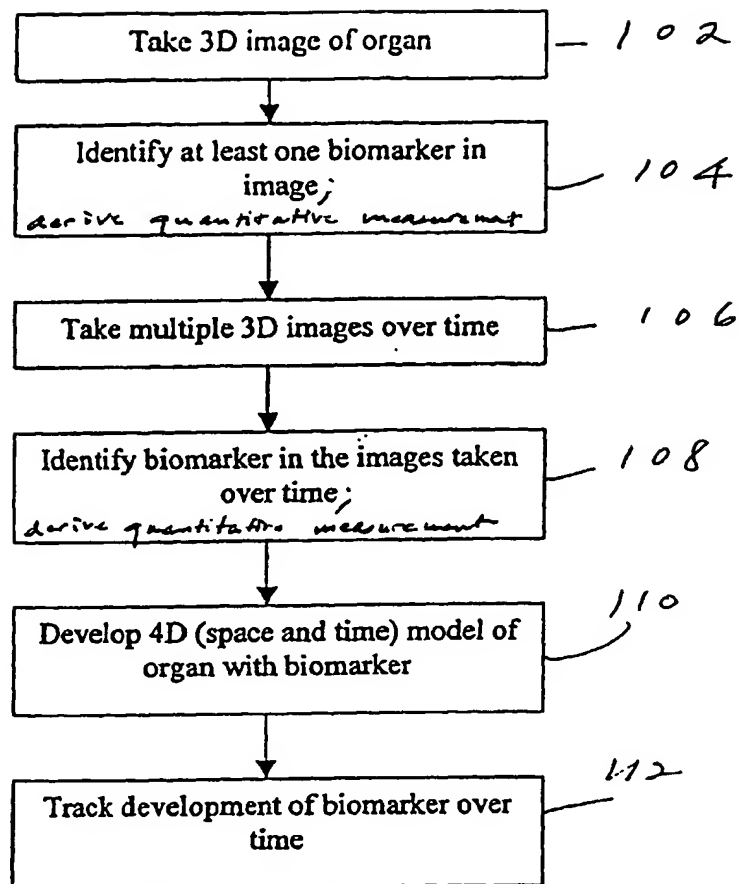 Take 3D image of organ
102
Identify at least one biomarker in
image;
derive quantitative measuremat
104
Take multiple 3D images over time
106
Identify biomarker in the images taken
over time;
derive quantitative measurement
108
Develop 4D (space and time) model of
organ with biomarker
110
Track development of biomarker over
time
112